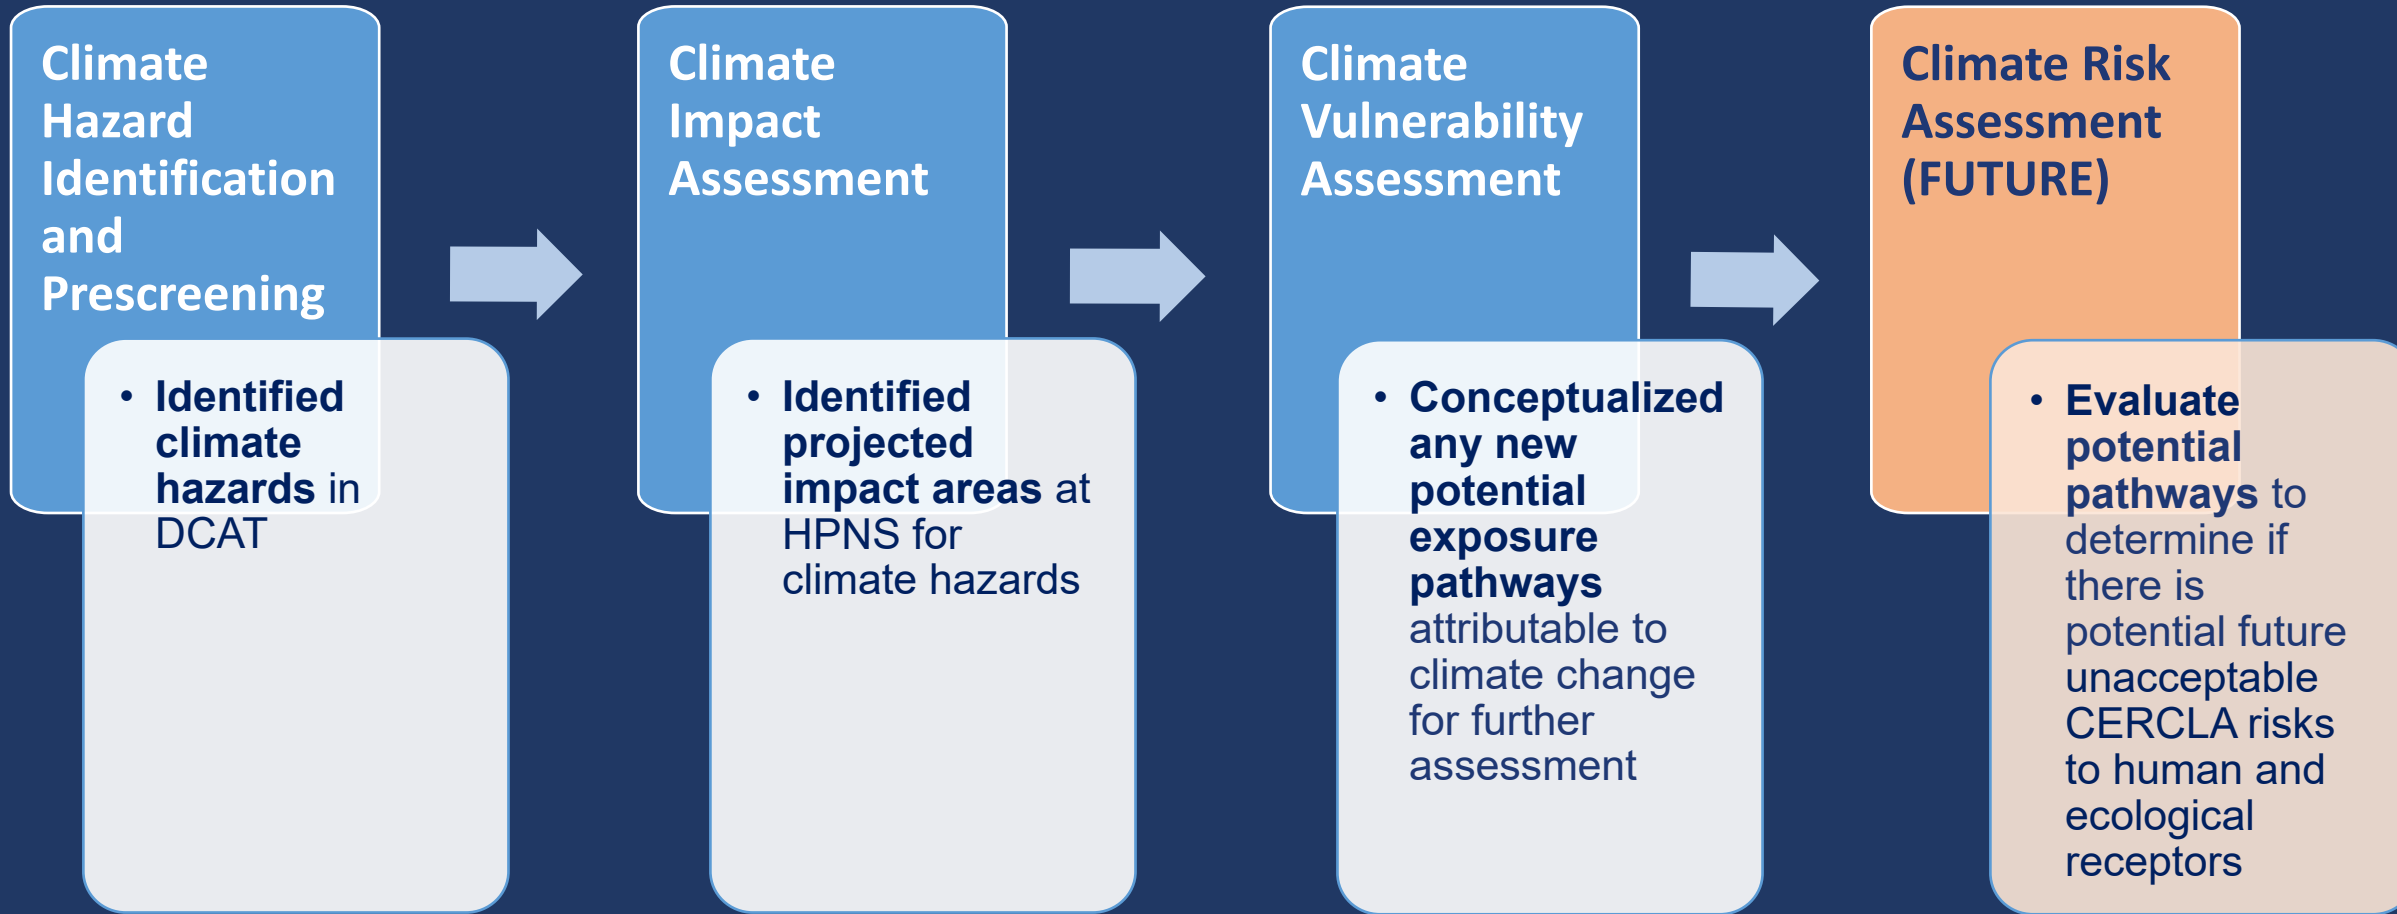 Climate
Hazard
Identification
and
Prescreening
• Identified
climate
hazards in
DCAT
Climate
Impact
Assessment
• Identified
projected
impact areas at
HPNS for
climate hazards
Climate
Vulnerability
Assessment
• Conceptualized
any new
potential
exposure
pathways
attributable to
climate change
for further
assessment
Climate Risk
Assessment
(FUTURE)
• Evaluate
potential
pathways to
determine if
there is
potential future
unacceptable
CERCLA risks
to human and
ecological
receptors